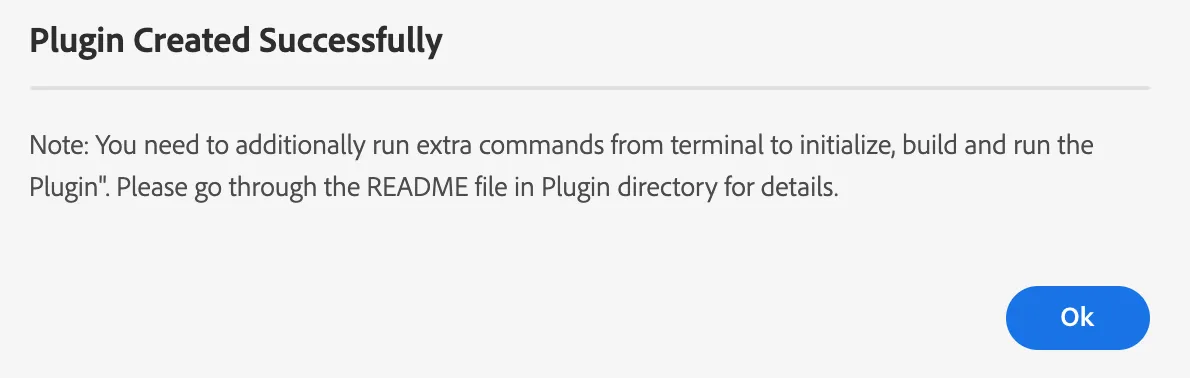 Plugin Created Successfully
Note: You need to additionally run extra commands from terminal to initialize, build and run the
Plugin". Please go through the README file in Plugin directory for details.
Ok